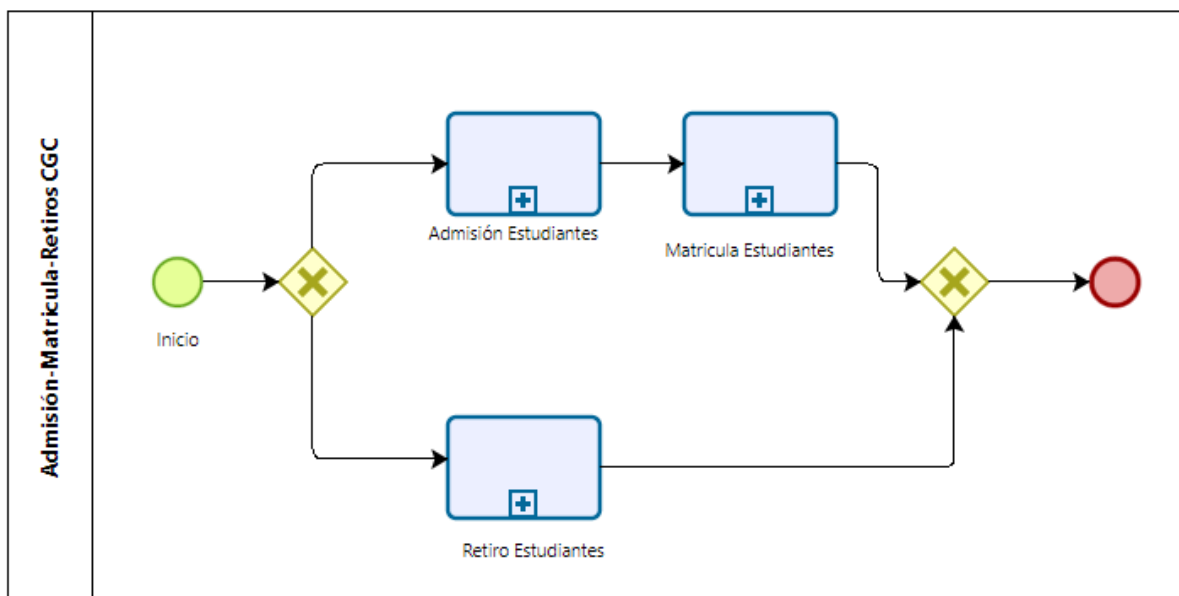 Admisión-Matricula-Retiros CGC
Inicio
Admisión Estudiantes
Matricula Estudiantes
Retiro Estudiantes